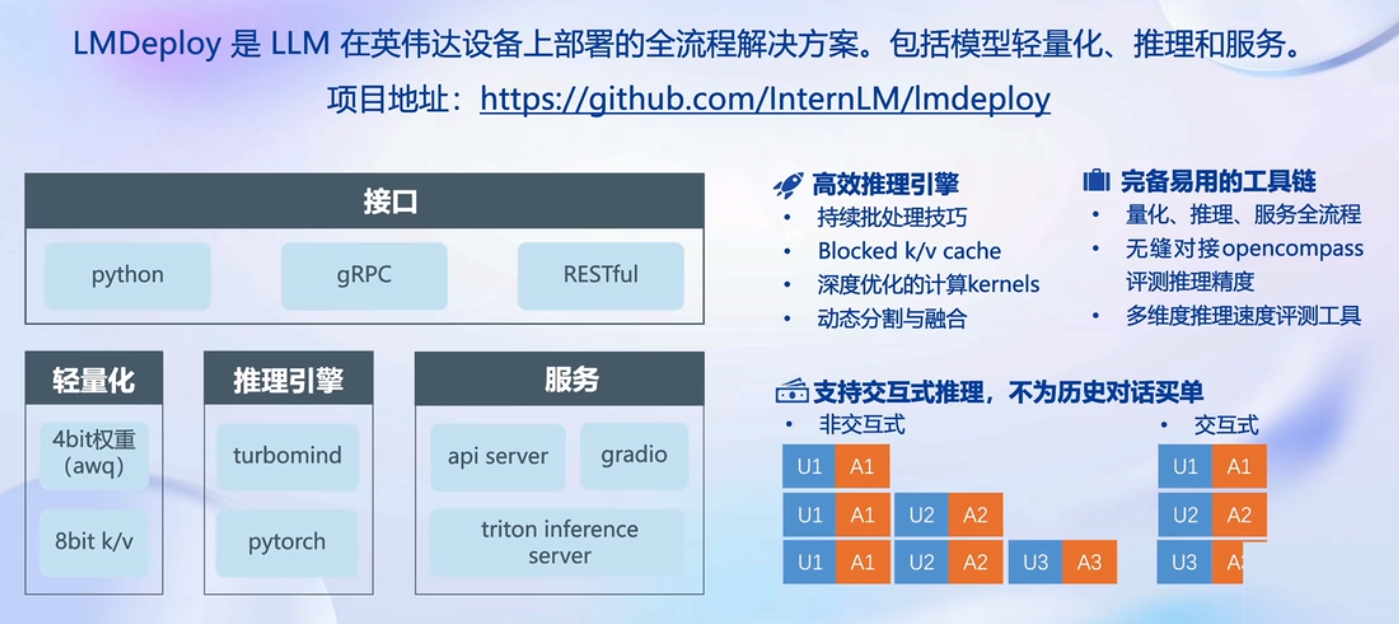 LMDeploy 是 LLM 在英伟达设备上部署的全流程解决方案。包括模型轻量化、推理和服务。
项目地址：https://github.com/InternLM/lmdeploy
接口
python gRPC RESTful
轻量化
4bit权重
（awq）
8bit k/v
推理引擎
turbomind
pytorch
服务
api server gradio
triton inference
server
高效推理引擎
• 持续批处理技巧
• Blocked k/v cache
• 深度优化的计算kernels
• 动态分割与融合
完备易用的工具链
• 量化、推理、服务全流程
• 无缝对接opencompass
评测推理精度
• 多维度推理速度评测工具
支持交互式推理，不为历史对话买单
• 非交互式
U1 A1
U1 A1 U2 A2
U1 A1 U2 A2 U3 A3
• 交互式
U1 A1
U2 A2
U3